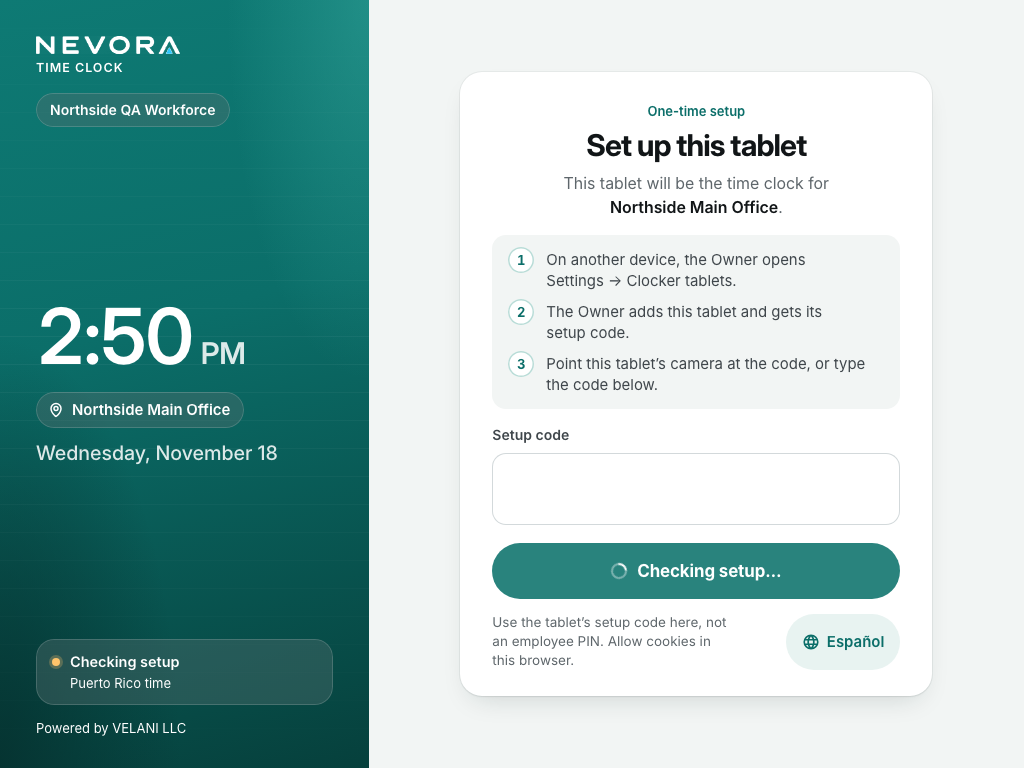 NEVORA
TIME CLOCK
Northside QA Workforce
2:50 PM
Northside Main Office
Wednesday, November 18
Checking setup
Puerto Rico time
Powered by VELANI LLC
One-time setup
Set up this tablet
This tablet will be the time clock for
Northside Main Office.
1 On another device, the Owner opens
Settings → Clocker tablets.
2 The Owner adds this tablet and gets its
setup code.
3 Point this tablet’s camera at the code, or type
the code below.
Setup code
Checking setup…
Use the tablet’s setup code here, not
an employee PIN. Allow cookies in
this browser.
Español